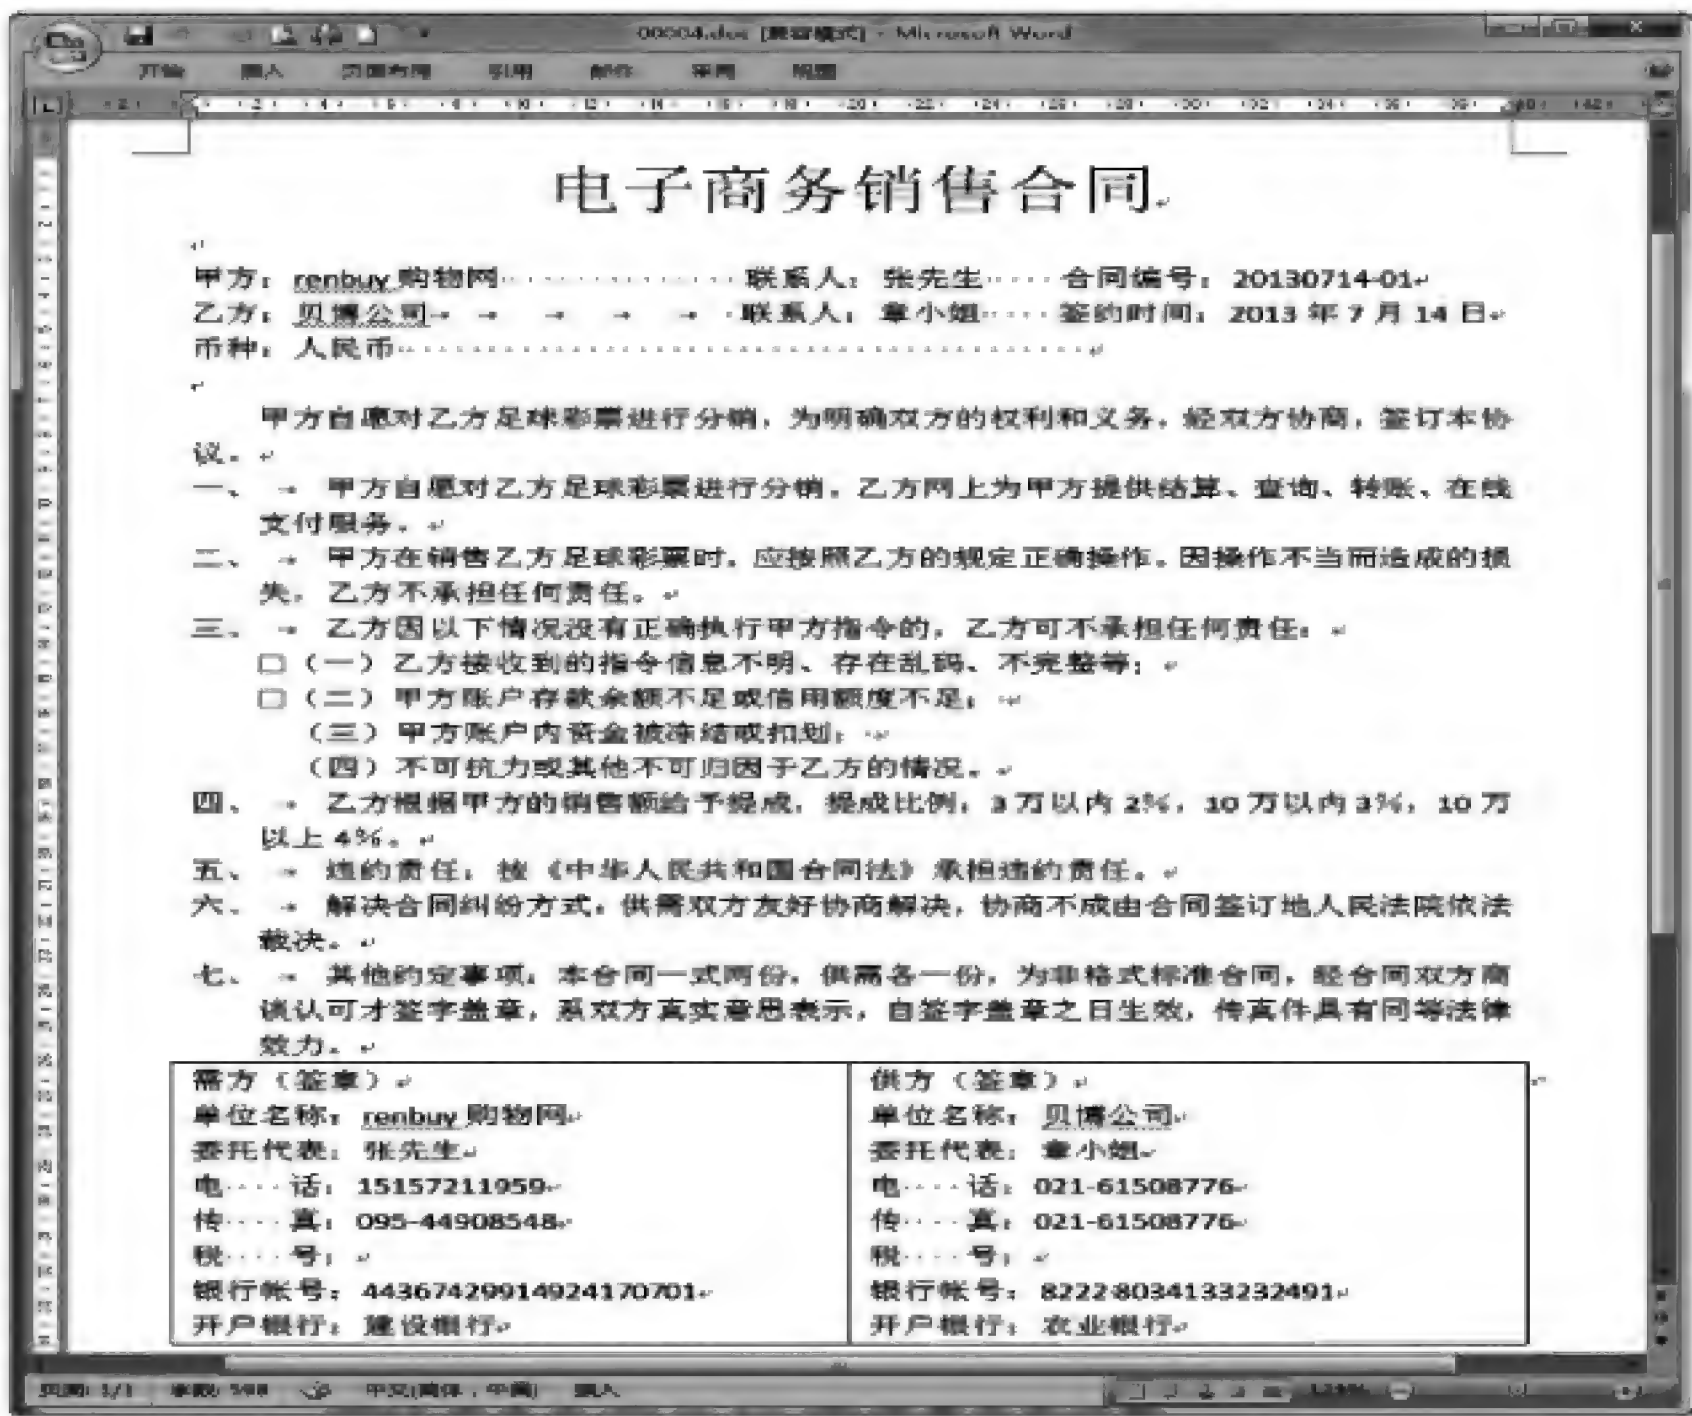 00004.doc [兼容模式] - Microsoft Word
开始 插入 页面布局 引用 邮件 审阅 视图
电子商务销售合同
甲方：renbuy 购物网 联系人：张先生 合同编号：20130714-01
乙方：贝博公司 联系人：章小姐 签约时间：2013 年 7 月 14 日
币种：人民币
甲方自愿对乙方足球彩票进行分销，为明确双方的权利和义务，经双方协商，签订本协
议。
一、 甲方自愿对乙方足球彩票进行分销，乙方网上为甲方提供结算、查询、转账、在线
支付服务。
二、 甲方在销售乙方足球彩票时，应按照乙方的规定正确操作。因操作不当而造成的损
失，乙方不承担任何责任。
三、 乙方因以下情况没有正确执行甲方指令的，乙方可不承担任何责任：
□（一）乙方接收到的指令信息不明、存在乱码、不完整等；
□（二）甲方账户存款余额不足或信用额度不足；
（三）甲方账户内资金被冻结或扣划；
（四）不可抗力或其他不可归因于乙方的情况。
四、 乙方根据甲方的销售额给予提成，提成比例：3 万以内 2%，10 万以内 3%，10 万
以上 4%。
五、 违约责任：按《中华人民共和国合同法》承担违约责任。
六、 解决合同纠纷方式：供需双方友好协商解决，协商不成由合同签订地人民法院依法
裁决。
七、 其他约定事项：本合同一式两份，供需各一份，为非格式标准合同，经合同双方商
谈认可才签字盖章，系双方真实意思表示，自签字盖章之日生效，传真件具有同等法律
效力。
需方（签章）
单位名称：renbuy 购物网
委托代表：张先生
电 话：15157211959
传 真：095-44908548
税 号：
银行帐号：44367429914924170701
开户银行：建设银行
供方（签章）
单位名称：贝博公司
委托代表：章小姐
电 话：021-61508776
传 真：021-61508776
税 号：
银行帐号：8222803413323​2491
开户银行：农业银行
页面: 1/1 字数: 598 中文(简体，中国) 插入